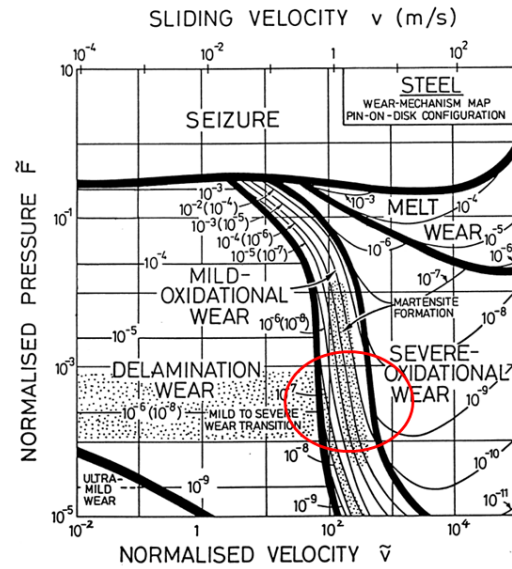 SLIDING VELOCITY v (m/s)
10⁻⁴ 10⁻² 1 10²
10
STEEL
WEAR-MECHANISM MAP
PIN-ON-DISK CONFIGURATION
SEIZURE
NORMALISED PRESSURE F̃
10⁻³
10⁻³ 10⁻⁴
10⁻²(10⁻⁴)
MELT
10⁻¹
10⁻³(10⁻⁵)
WEAR
10⁻⁵
10⁻⁴(10⁻⁶)
10⁻⁶
10⁻⁶
10⁻⁵(10⁻⁷)
10⁻⁴
10⁻⁷
MILD-
OXIDATIONAL
WEAR
MARTENSITE
FORMATION
10⁻⁶(10⁻⁸)
10⁻⁸
10⁻⁵
SEVERE-
OXIDATIONAL
WEAR
10⁻³
DELAMINATION
WEAR
10⁻⁹
10⁻⁷
10⁻⁶(10⁻⁸)
MILD TO SEVERE
WEAR TRANSITION
10⁻⁸
10⁻¹⁰
ULTRA-
MILD
WEAR
10⁻⁹
10⁻⁹
10⁻¹¹
10⁻⁵
10⁻² 1 10² 10⁴
NORMALISED VELOCITY ṽ